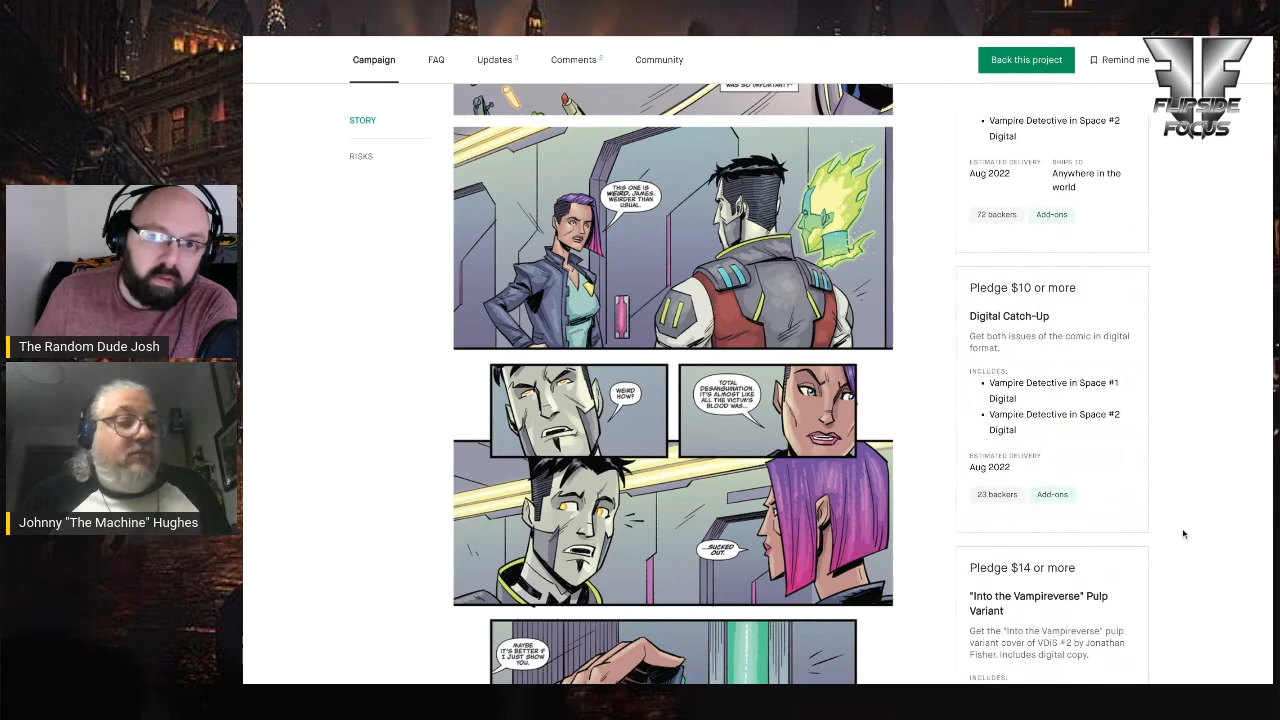 Campaign
FAQ
Updates 7
Comments 2
Community
Back this project
Remind me
FLIPSIDE
FOCUS
STORY
RISKS
WAS SO IMPORTANT?"
THIS ONE IS
WEIRD, JAMES.
WEIRDER THAN
USUAL.
WEIRD
HOW?
TOTAL
DESANGUINATION.
IT'S ALMOST LIKE
ALL THE VICTIM'S
BLOOD WAS...
...SUCKED
OUT.
MAYBE
IT'S BETTER IF
I JUST SHOW
YOU.
Vampire Detective in Space #2
Digital
ESTIMATED DELIVERY
Aug 2022
SHIPS TO
Anywhere in the
world
72 backers
Add-ons
Pledge $10 or more
Digital Catch-Up
Get both issues of the comic in digital
format.
INCLUDES:
Vampire Detective in Space #1
Digital
Vampire Detective in Space #2
Digital
ESTIMATED DELIVERY
Aug 2022
23 backers
Add-ons
Pledge $14 or more
"Into the Vampireverse" Pulp
Variant
Get the "Into the Vampireverse" pulp
variant cover of VDiS #2 by Jonathan
Fisher. Includes digital copy.
INCLUDES:
The Random Dude Josh
Johnny "The Machine" Hughes